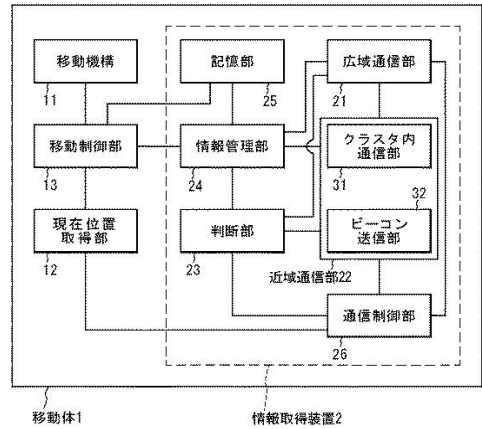 移動機構
11
記憶部
25
広域通信部
21
移動制御部
13
情報管理部
24
クラスタ内
通信部
31
現在位置
取得部
12
判断部
23
32
ビーコン
送信部
近域通信部22
通信制御部
26
移動体1
情報取得装置2